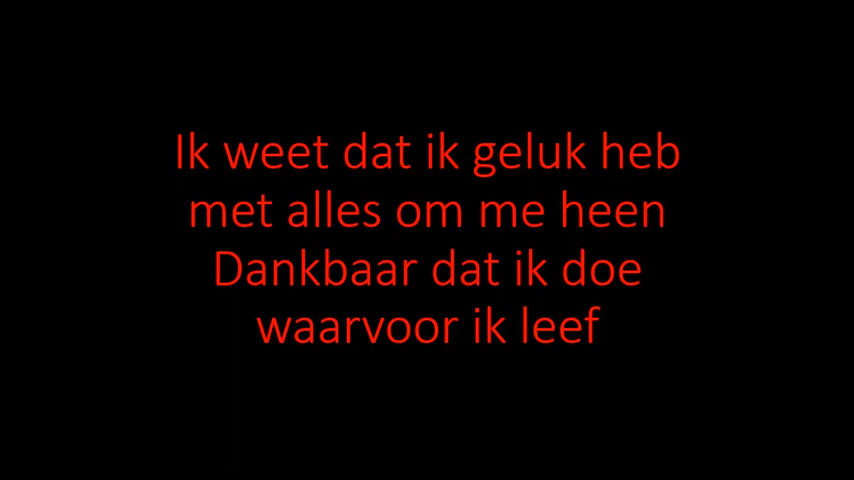 Ik weet dat ik geluk heb
met alles om me heen
Dankbaar dat ik doe
waarvoor ik leef